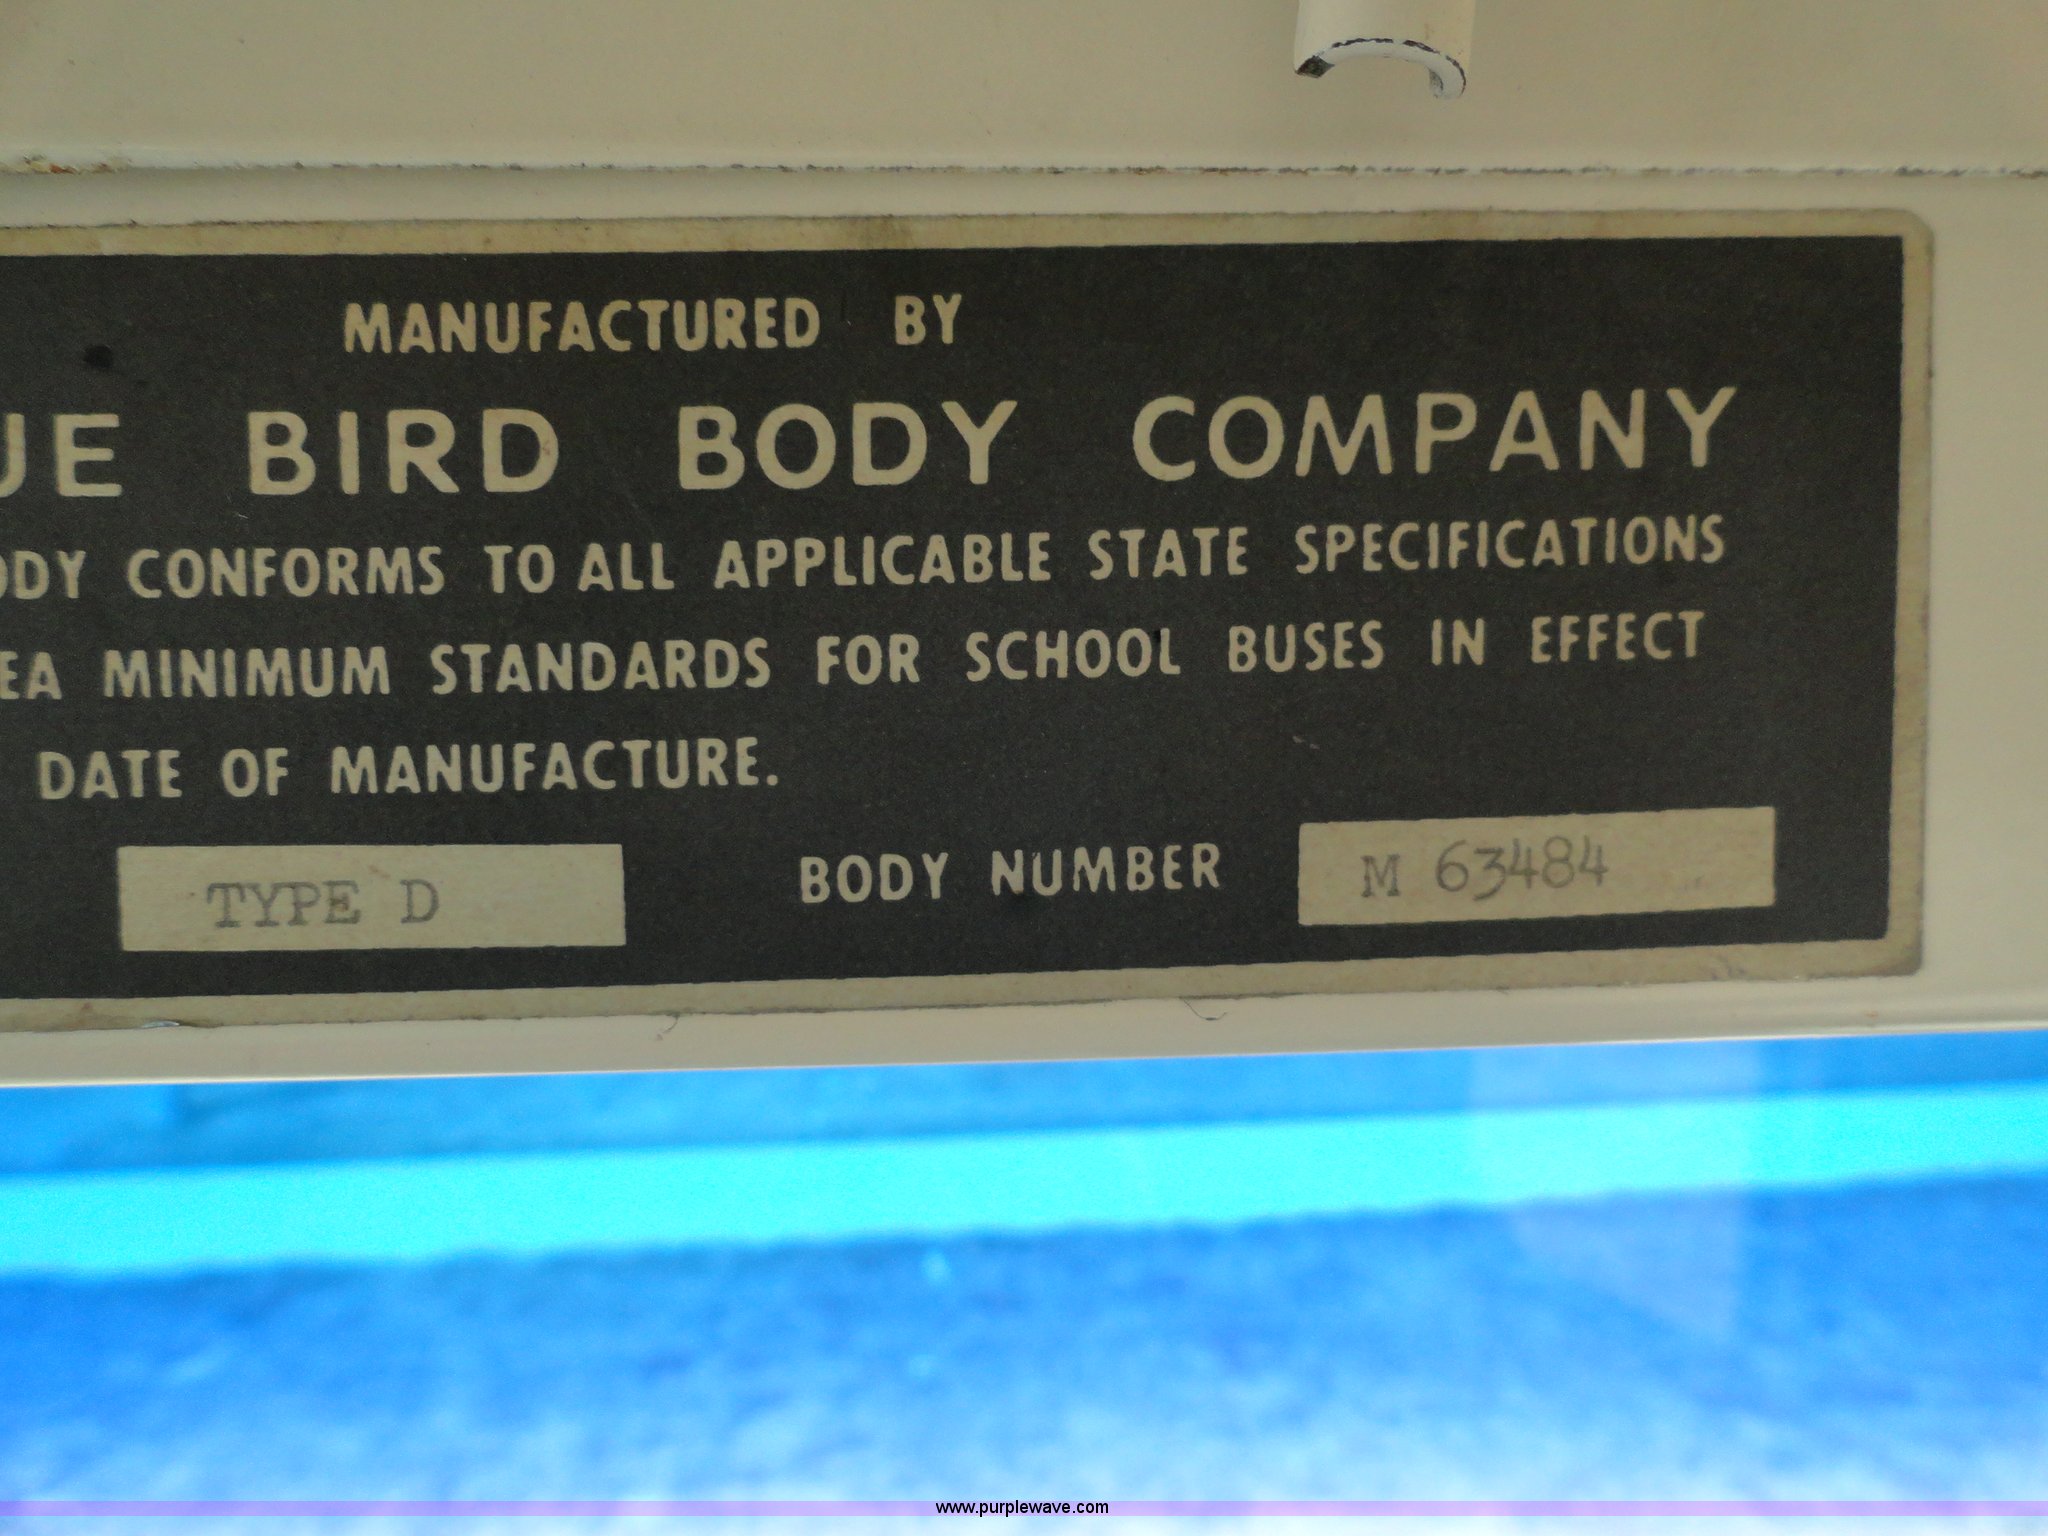 MANUFACTURED BY
UE BIRD BODY COMPANY
ODY CONFORMS TO ALL APPLICABLE STATE SPECIFICATIONS
EA MINIMUM STANDARDS FOR SCHOOL BUSES IN EFFECT
DATE OF MANUFACTURE.
TYPE D BODY NUMBER M 63484
www.purplewave.com